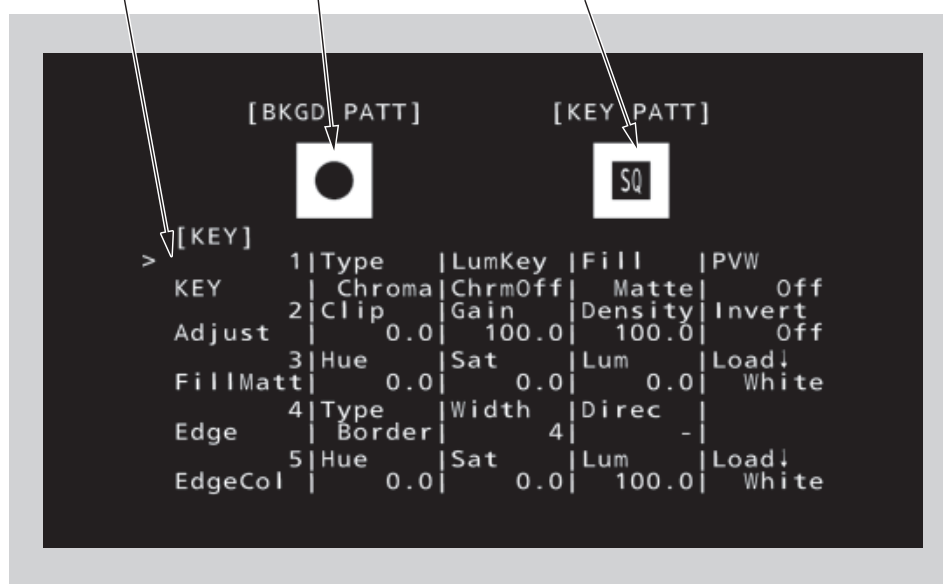 [BKGD PATT] [KEY PATT]
SQ
[KEY]
> 1|Type |LumKey |Fill |PVW
KEY | Chroma|ChrmOff| Matte| Off
2|Clip |Gain |Density|Invert
Adjust | 0.0| 100.0| 100.0| Off
3|Hue |Sat |Lum |Load↓
FillMatt| 0.0| 0.0| 0.0| White
4|Type |Width |Direc |
Edge | Border| 4| -|
5|Hue |Sat |Lum |Load↓
EdgeCol | 0.0| 0.0| 100.0| White